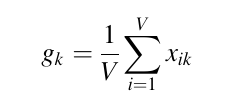 g_k = \frac{1}{V} \sum_{i=1}^{V} x_{ik}